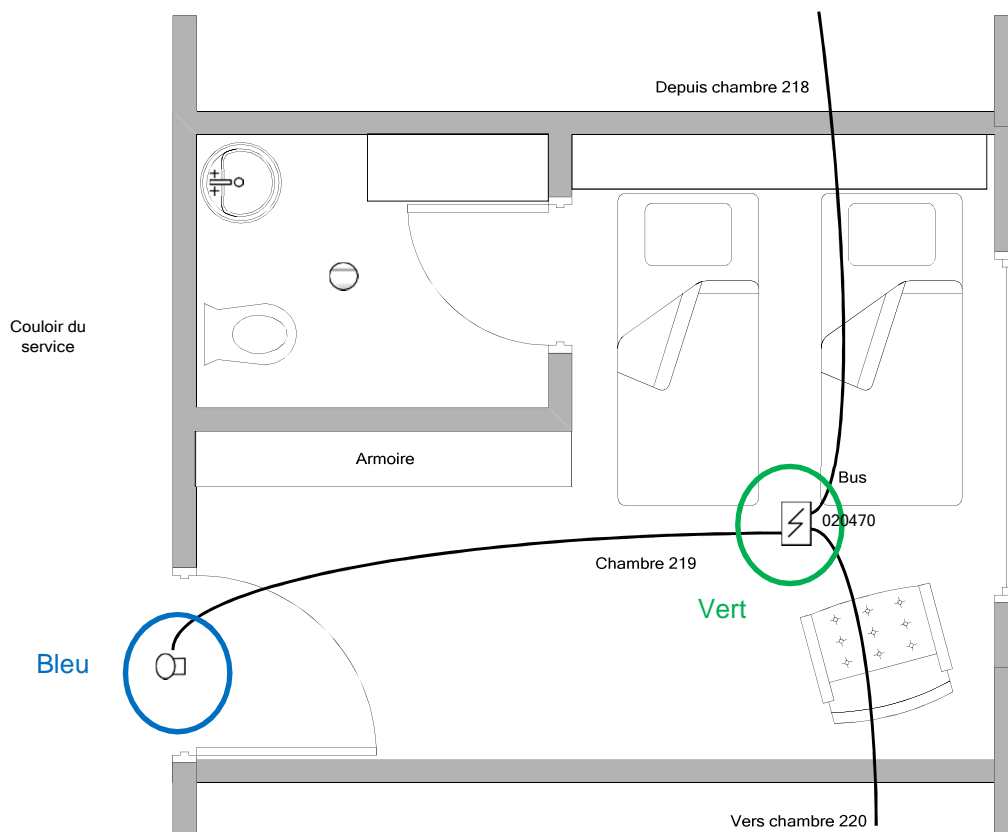 Depuis chambre 218
Couloir du
service
Armoire
Bus
020470
Chambre 219
Vert
Bleu
Vers chambre 220